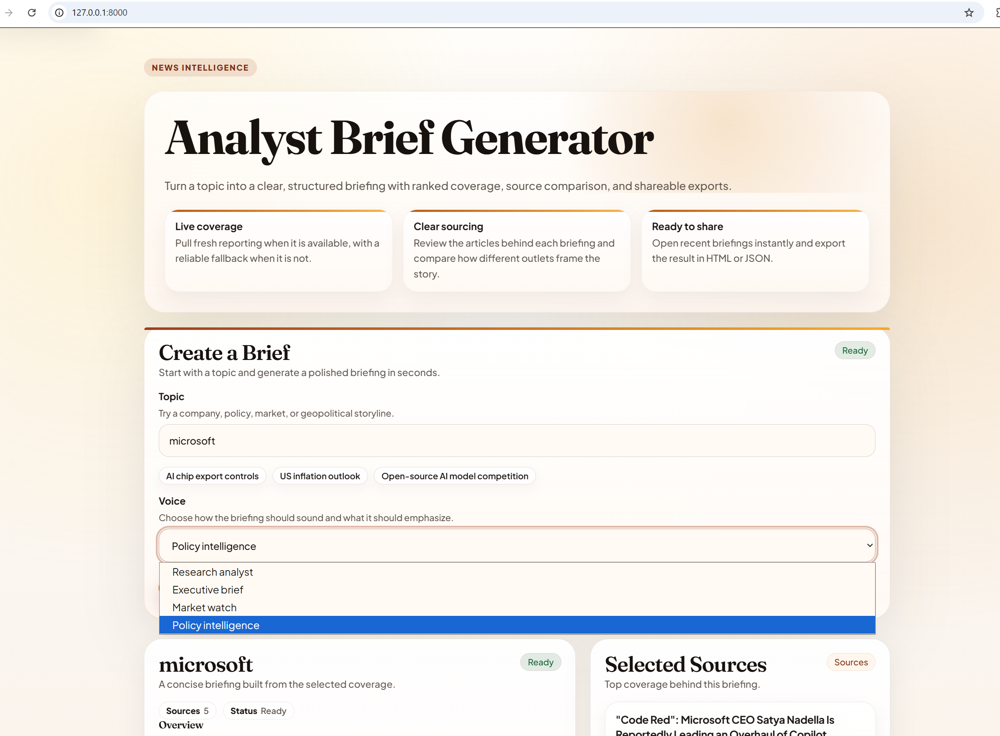 127.0.0.1:8000
NEWS INTELLIGENCE
Analyst Brief Generator
Turn a topic into a clear, structured briefing with ranked coverage, source comparison, and shareable exports.
Live coverage
Pull fresh reporting when it is available, with a
reliable fallback when it is not.
Clear sourcing
Review the articles behind each briefing and
compare how different outlets frame the
story.
Ready to share
Open recent briefings instantly and export
the result in HTML or JSON.
Create a Brief
Ready
Start with a topic and generate a polished briefing in seconds.
Topic
Try a company, policy, market, or geopolitical storyline.
microsoft
AI chip export controls
US inflation outlook
Open-source AI model competition
Voice
Choose how the briefing should sound and what it should emphasize.
Policy intelligence
Research analyst
Executive brief
Market watch
Policy intelligence
microsoft
Ready
A concise briefing built from the selected coverage.
Sources 5
Status Ready
Overview
Selected Sources
Sources
Top coverage behind this briefing.
"Code Red": Microsoft CEO Satya Nadella Is
Reportedly Leading an Overhaul of Copilot